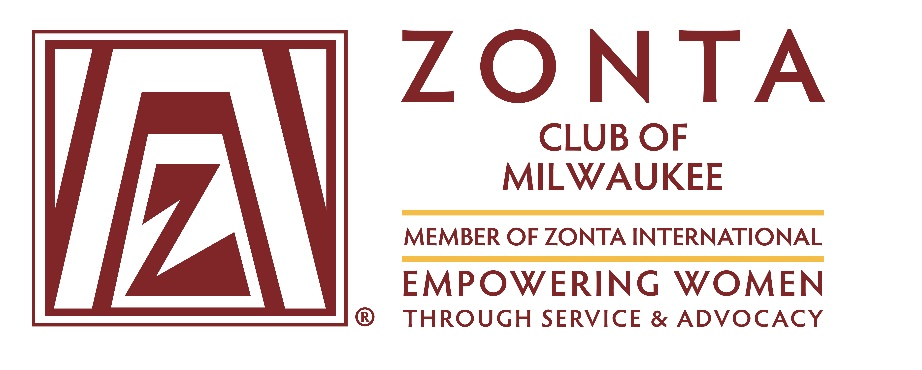 ZONTA
CLUB OF
MILWAUKEE
MEMBER OF ZONTA INTERNATIONAL
EMPOWERING WOMEN
THROUGH SERVICE & ADVOCACY
®